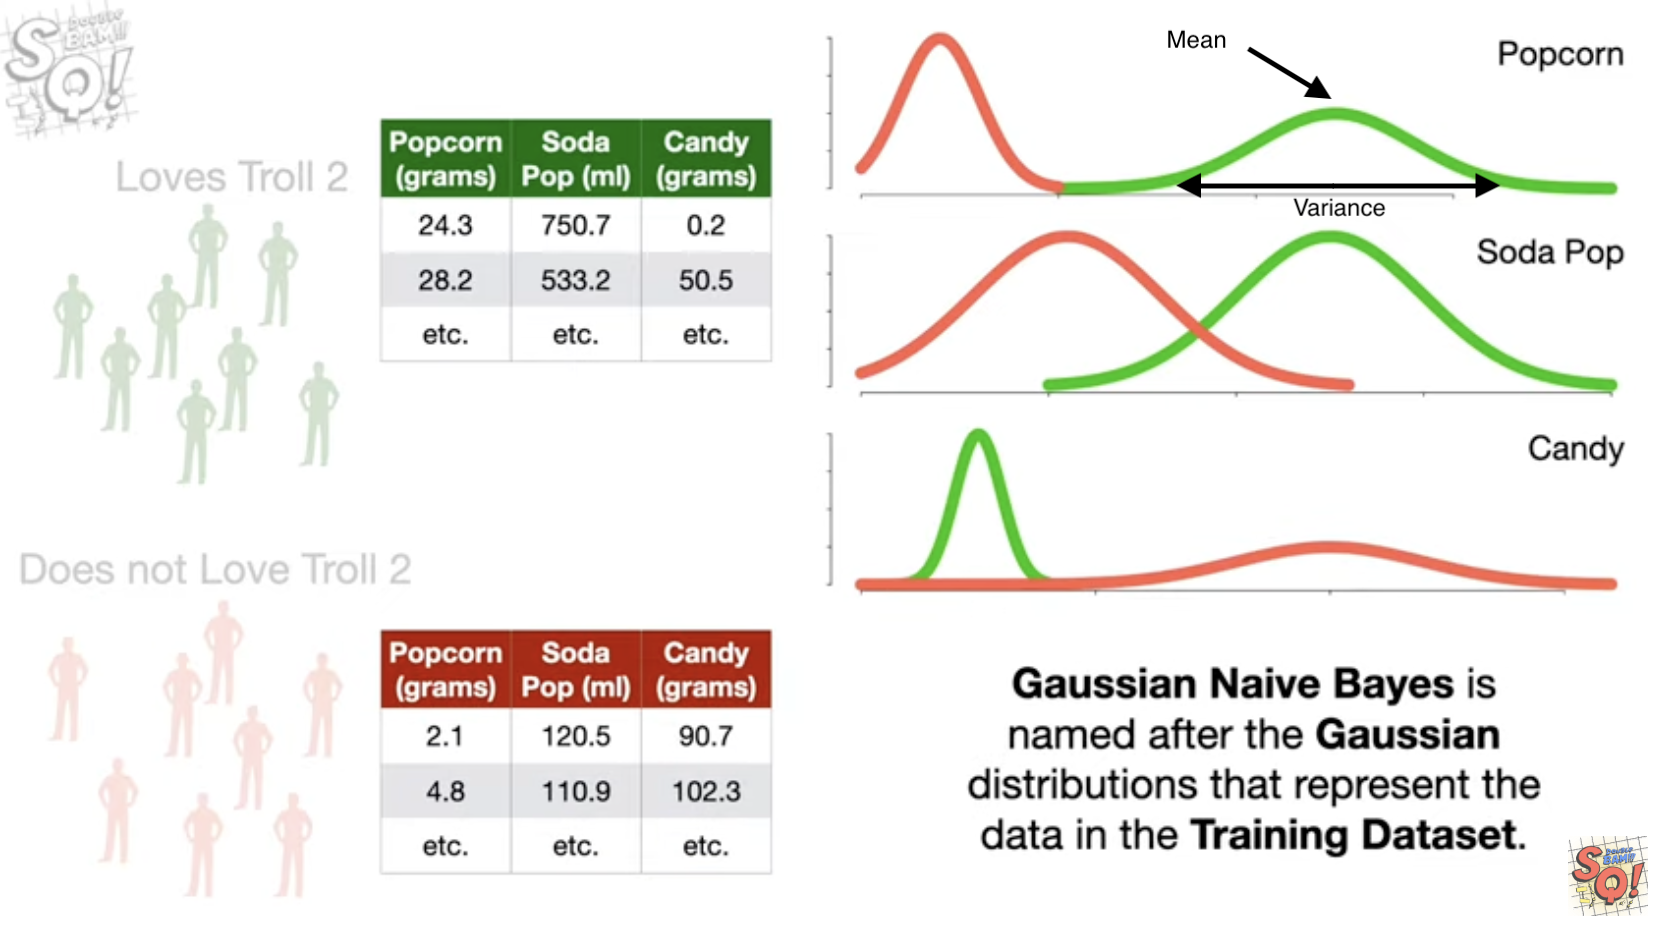 DOUBLE
BAM!!
SQ!
Loves Troll 2
Popcorn (grams) Soda Pop (ml) Candy (grams)
24.3 750.7 0.2
28.2 533.2 50.5
etc. etc. etc.
Does not Love Troll 2
Popcorn (grams) Soda Pop (ml) Candy (grams)
2.1 120.5 90.7
4.8 110.9 102.3
etc. etc. etc.
Mean
Popcorn
Variance
Soda Pop
Candy
Gaussian Naive Bayes is
named after the Gaussian
distributions that represent the
data in the Training Dataset.
DOUBLE
BAM!!
SQ!